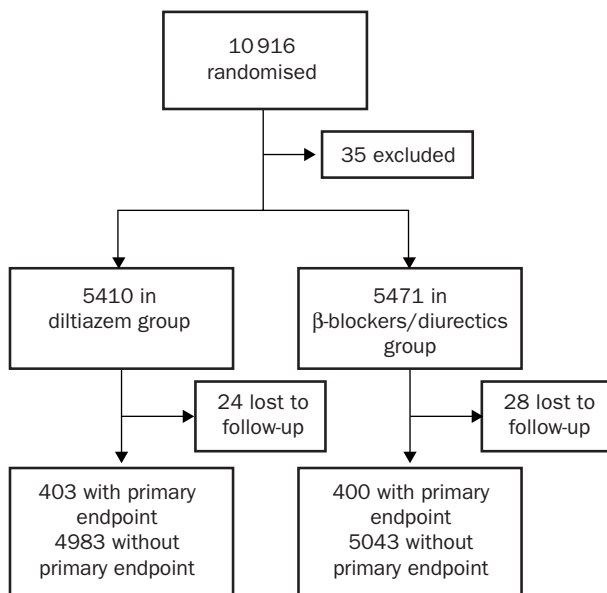 10 916
randomised
35 excluded
5410 in
diltiazem group
5471 in
β-blockers/diurectics
group
24 lost to
follow-up
28 lost to
follow-up
403 with primary
endpoint
4983 without
primary endpoint
400 with primary
endpoint
5043 without
primary endpoint